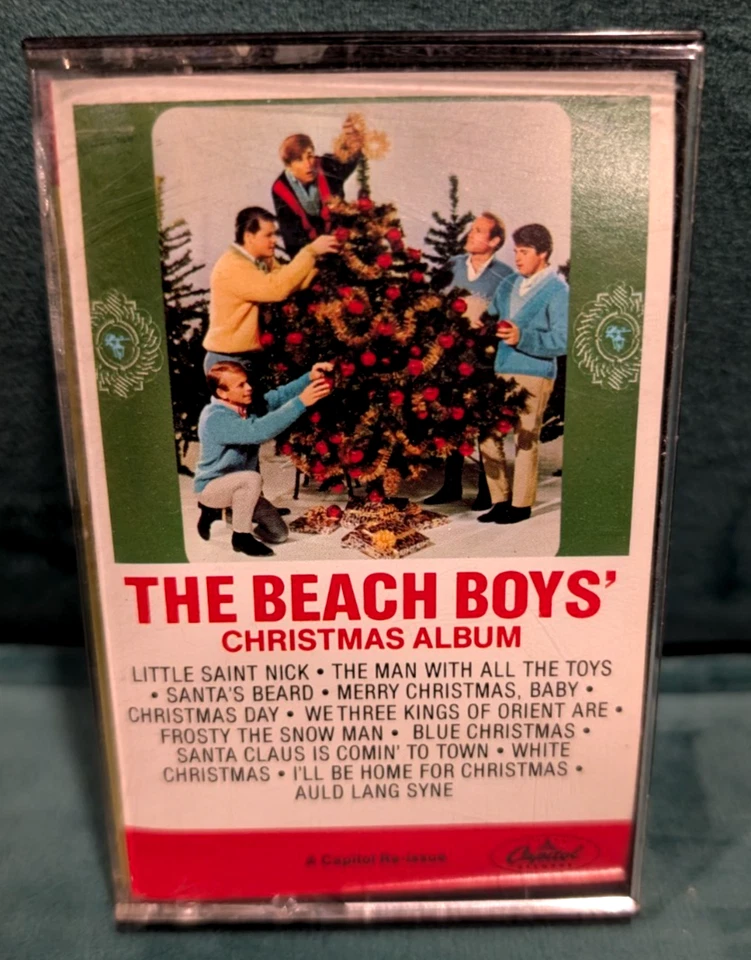 THE BEACH BOYS'
CHRISTMAS ALBUM
LITTLE SAINT NICK • THE MAN WITH ALL THE TOYS
• SANTA'S BEARD • MERRY CHRISTMAS, BABY •
CHRISTMAS DAY • WE THREE KINGS OF ORIENT ARE •
FROSTY THE SNOW MAN • BLUE CHRISTMAS •
SANTA CLAUS IS COMIN' TO TOWN • WHITE
CHRISTMAS • I'LL BE HOME FOR CHRISTMAS •
AULD LANG SYNE
A Capitol Re-issue
Capitol
RECORDS